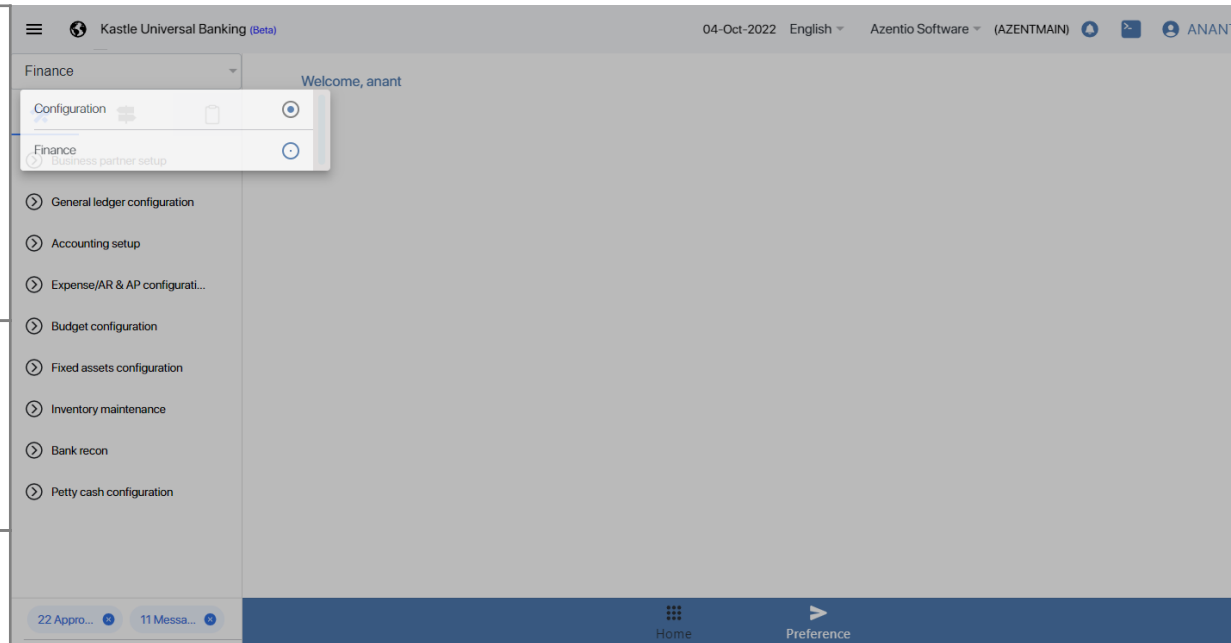 Kastle Universal Banking (Beta)
04-Oct-2022 English Azentio Software (AZENTMAIN) ANANT
Finance
Welcome, anant
Configuration
Finance
Business partner setup
General ledger configuration
Accounting setup
Expense/AR & AP configurati...
Budget configuration
Fixed assets configuration
Inventory maintenance
Bank recon
Petty cash configuration
22 Appro... 11 Messa...
Home
Preference